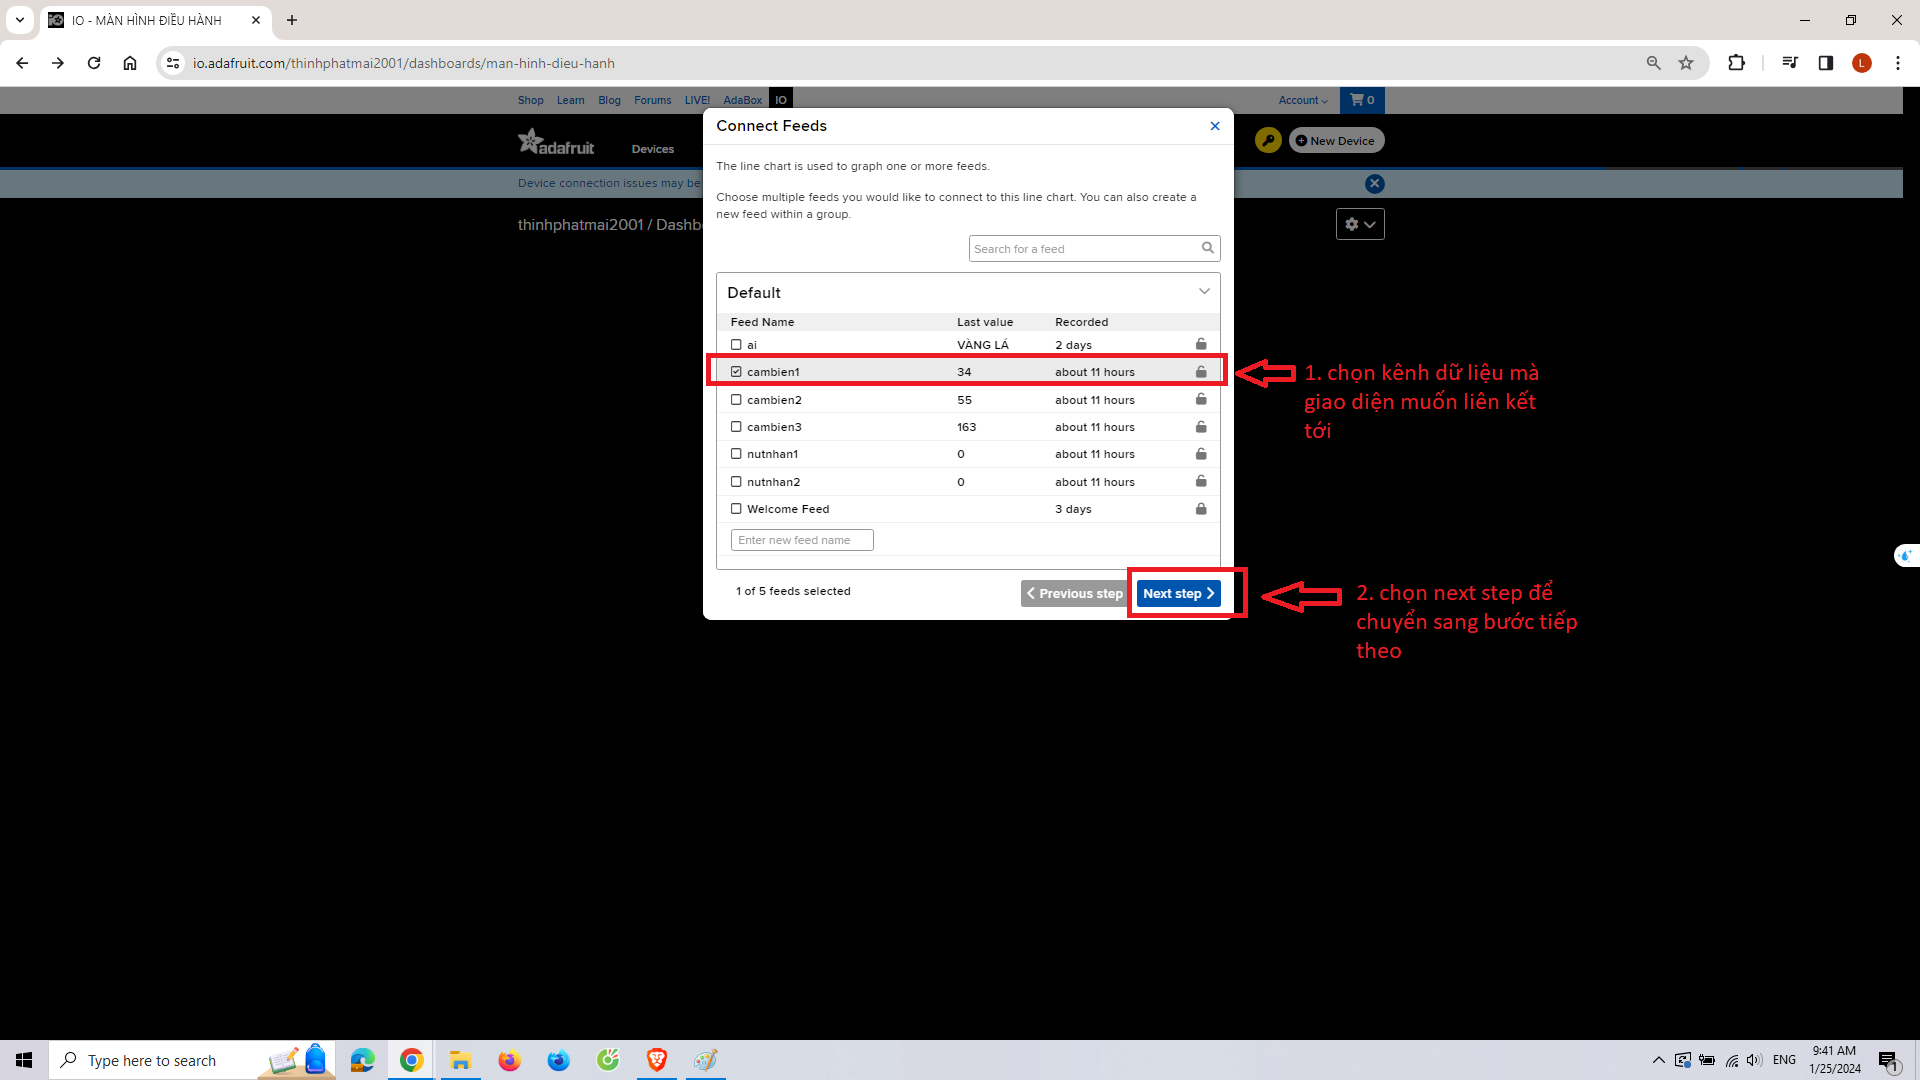 IO - MÀN HÌNH ĐIỀU HÀNH
io.adafruit.com/thinhphatmai2001/dashboards/man-hinh-dieu-hanh
L
Shop Learn Blog Forums LIVE! AdaBox IO
Account
0
adafruit
Devices
New Device
Device connection issues may be
thinhphatmai2001 / Dashb
Connect Feeds
The line chart is used to graph one or more feeds.
Choose multiple feeds you would like to connect to this line chart. You can also create a
new feed within a group.
Search for a feed
Default
Feed Name Last value Recorded
ai VÀNG LÁ 2 days
cambien1 34 about 11 hours
cambien2 55 about 11 hours
cambien3 163 about 11 hours
nutnhan1 0 about 11 hours
nutnhan2 0 about 11 hours
Welcome Feed 3 days
Enter new feed name
1 of 5 feeds selected
Previous step
Next step
1. chọn kênh dữ liệu mà
giao diện muốn liên kết
tới
2. chọn next step để
chuyển sang bước tiếp
theo
Type here to search
ENG
9:41 AM
1/25/2024
1